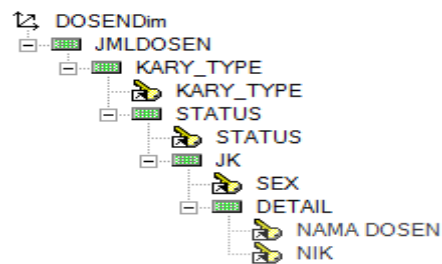 DOSENDim
JMLDOSEN
KARY_TYPE
KARY_TYPE
STATUS
STATUS
JK
SEX
DETAIL
NAMA DOSEN
NIK